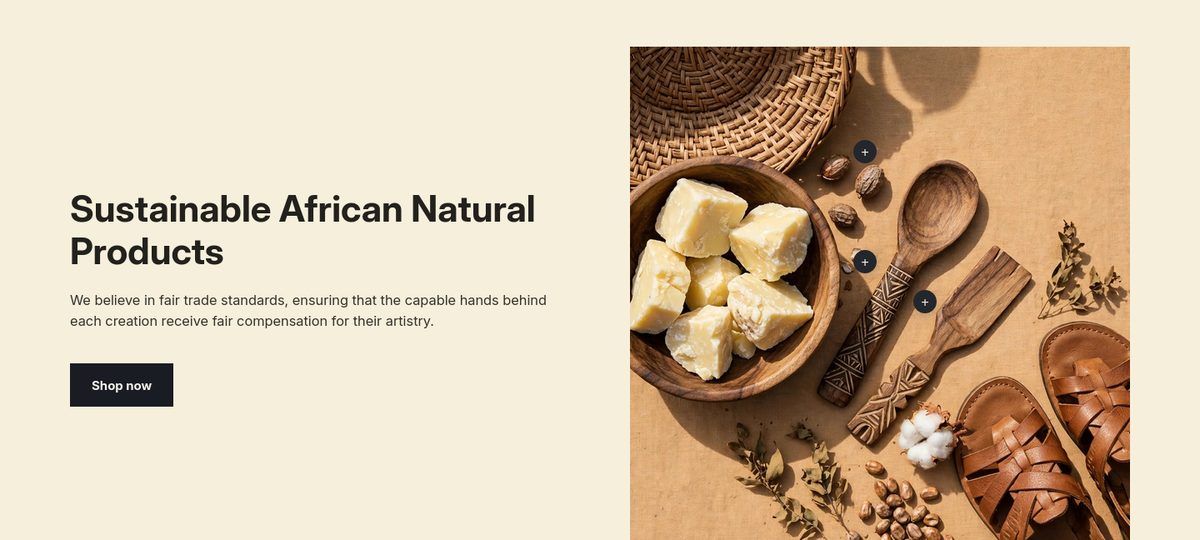 Sustainable African Natural
Products
We believe in fair trade standards, ensuring that the capable hands behind
each creation receive fair compensation for their artistry.
Shop now
+
+
+